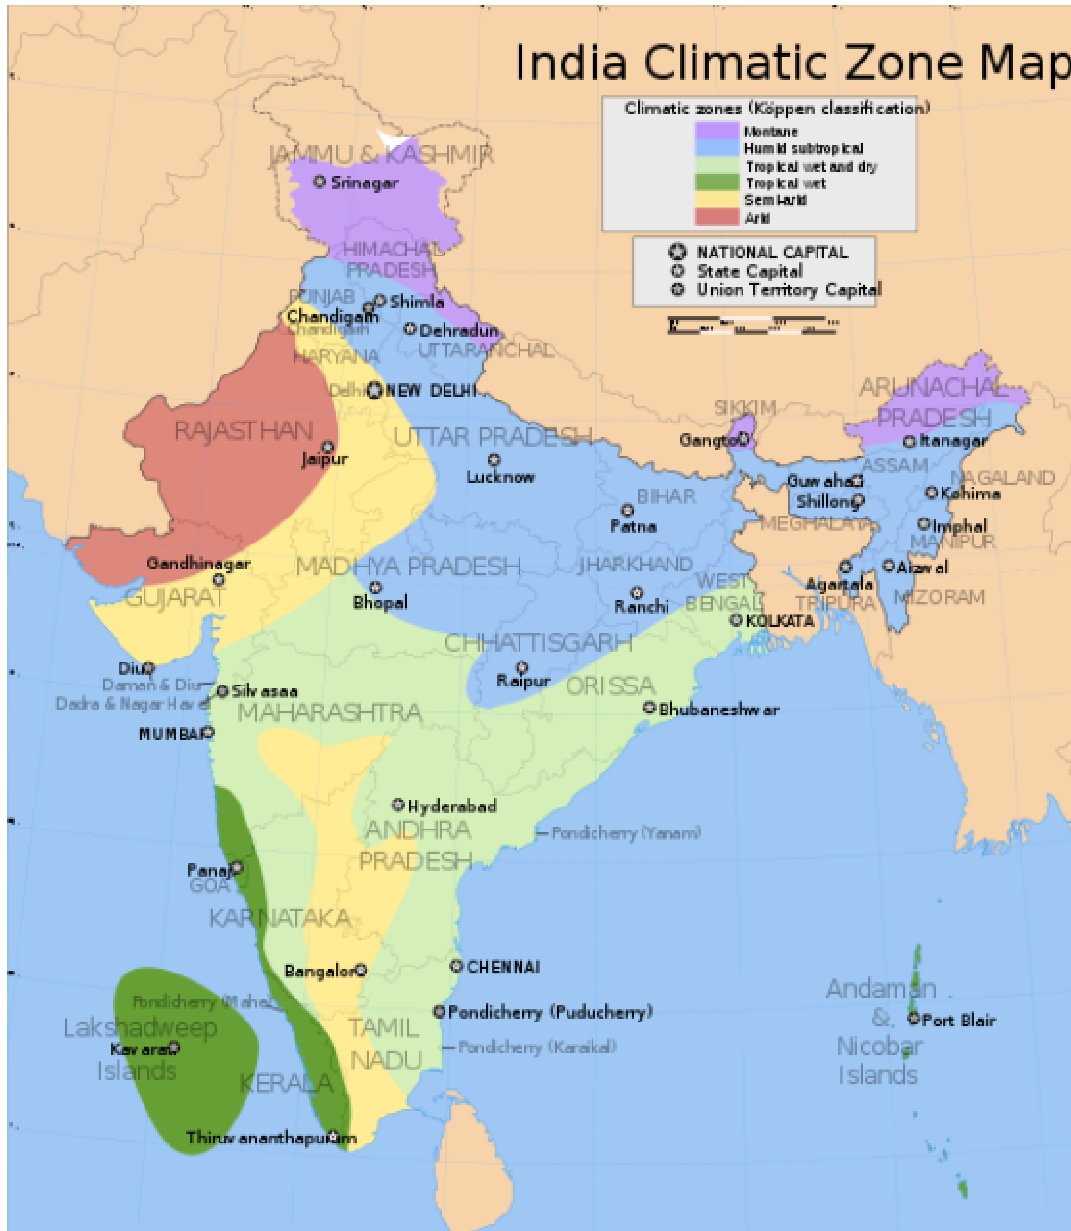 India Climatic Zone Map
Climatic zones (Köppen classification)
Montane
Humid subtropical
Tropical wet and dry
Tropical wet
Semi-arid
Arid
NATIONAL CAPITAL
State Capital
Union Territory Capital
JAMMU & KASHMIR
Srinagar
HIMACHAL
PRADESH
PUNJAB
Shimla
Chandigarh
Chandigarh
Dehradun
UTTARANCHAL
HARYANA
Delhi
NEW DELHI
ARUNACHAL
PRADESH
SIKKIM
Gangtok
Itanagar
RAJASTHAN
Jaipur
UTTAR PRADESH
Lucknow
ASSAM
NAGALAND
Guwahati
Shillong
Kohima
BIHAR
Patna
MEGHALAYA
Imphal
MANIPUR
Gandhinagar
MADHYA PRADESH
JHARKHAND
Agartala
Aizwal
GUJARAT
Bhopal
Ranchi
WEST
BENGAL
TRIPURA
MIZORAM
KOLKATA
CHHATTISGARH
Raipur
ORISSA
Diu
Daman & Diu
Silvasaa
Dadra & Nagar Haveli
MAHARASHTRA
Bhubaneshwar
MUMBAI
Hyderabad
ANDHRA
PRADESH
Pondicherry (Yanam)
Panaji
GOA
KARNATAKA
Bangalore
CHENNAI
Pondicherry (Mahe)
Pondicherry (Puducherry)
Lakshadweep
Islands
Kavarati
TAMIL
NADU
Pondicherry (Karaikal)
KERALA
Thiruvananthapurum
Andaman
&
Nicobar
Islands
Port Blair